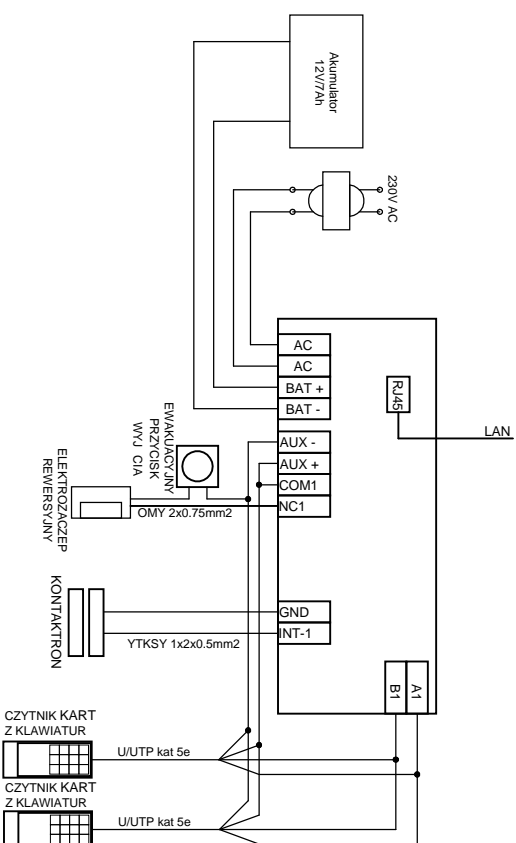 Akumulator
12V/7Ah
230V AC
AC
AC
BAT +
BAT -
RJ45
LAN
AUX -
AUX +
COM1
NC1
EWAKUACYJNY
PRZYCISK
WYJ CIA
ELEKTROZACZEP
REWERSYJNY
OMY 2x0.75mm2
KONTAKTRON
GND
INT-1
YTKSY 1x2x0.5mm2
B1
A1
CZYTNIK KART
Z KLAWIATUR
U/UTP kat 5e
CZYTNIK KART
Z KLAWIATUR
U/UTP kat 5e